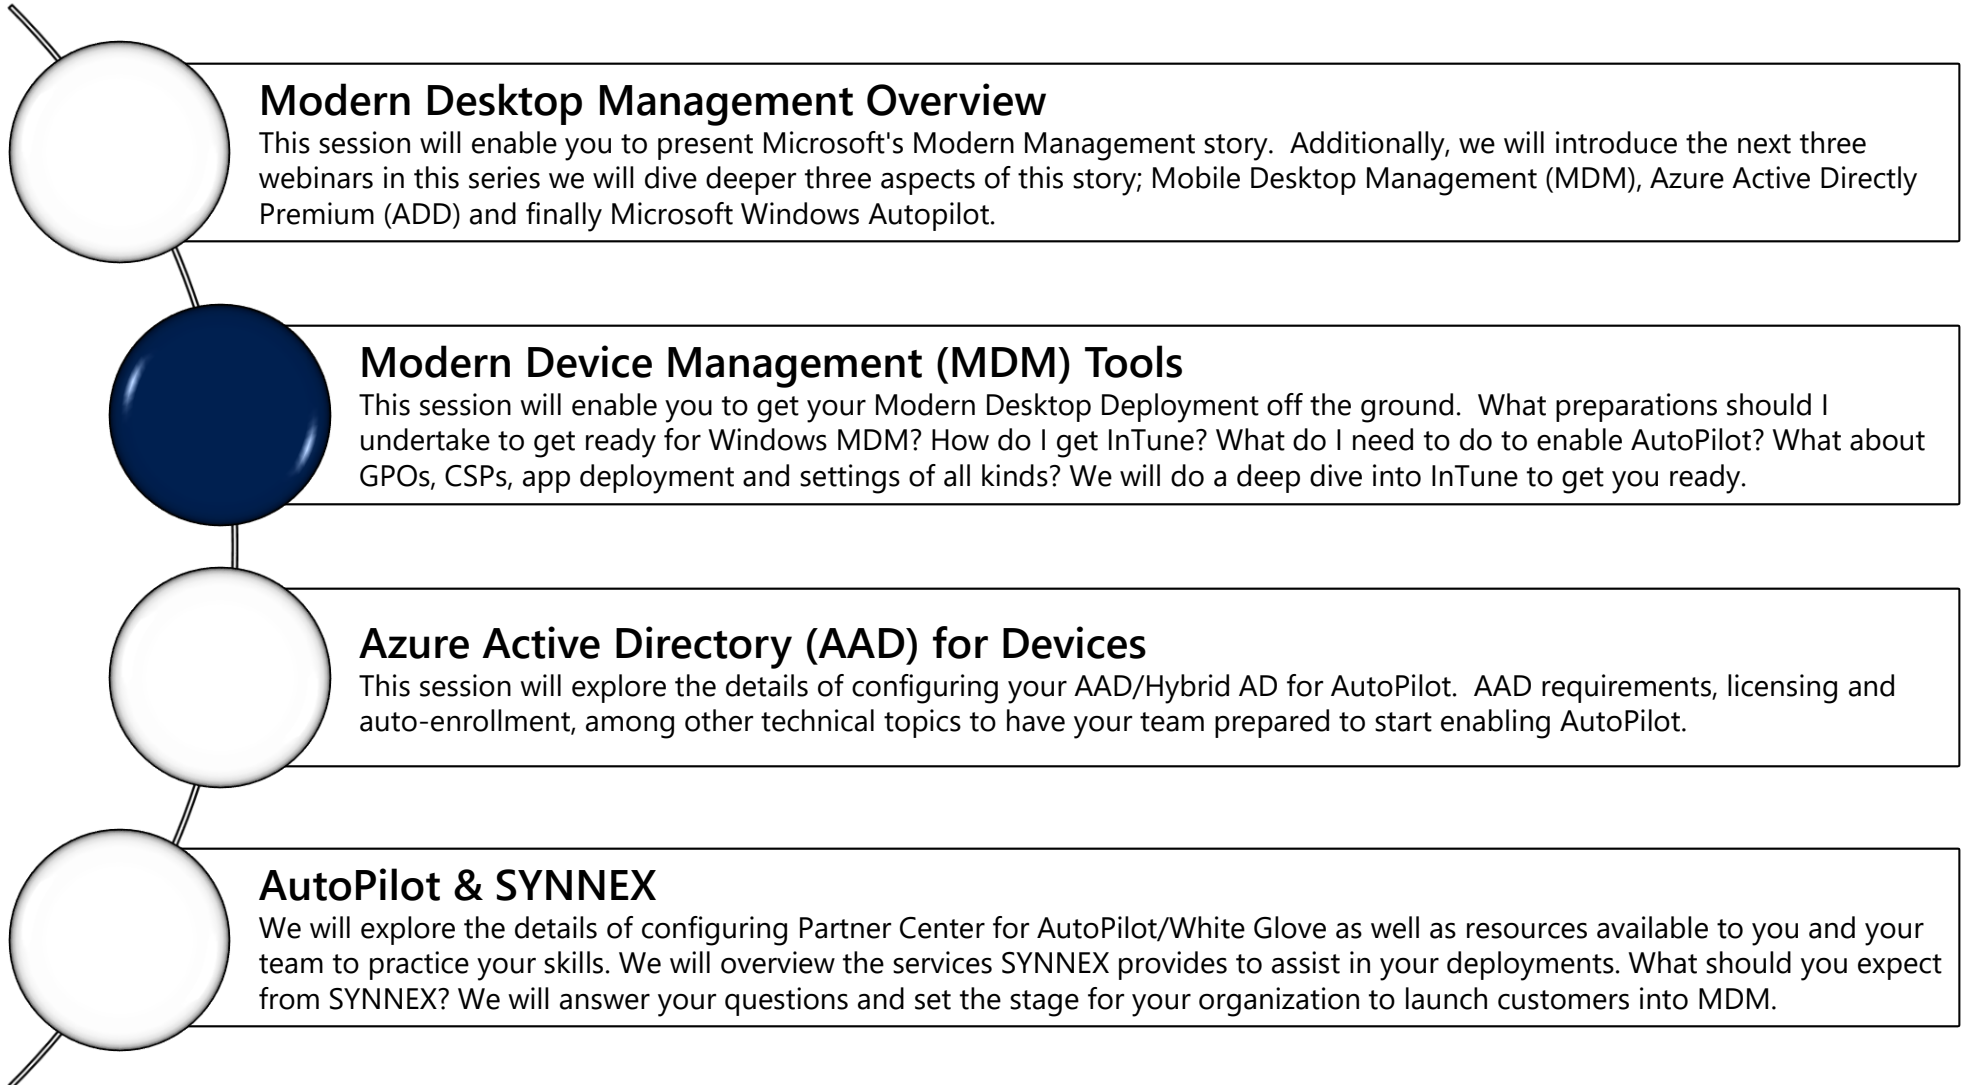 Modern Desktop Management Overview
This session will enable you to present Microsoft's Modern Management story.  Additionally, we will introduce the next three
webinars in this series we will dive deeper three aspects of this story; Mobile Desktop Management (MDM), Azure Active Directly
Premium (ADD) and finally Microsoft Windows Autopilot.
Modern Device Management (MDM) Tools
This session will enable you to get your Modern Desktop Deployment off the ground.  What preparations should I
undertake to get ready for Windows MDM? How do I get InTune? What do I need to do to enable AutoPilot? What about
GPOs, CSPs, app deployment and settings of all kinds? We will do a deep dive into InTune to get you ready.
Azure Active Directory (AAD) for Devices
This session will explore the details of configuring your AAD/Hybrid AD for AutoPilot.  AAD requirements, licensing and
auto-enrollment, among other technical topics to have your team prepared to start enabling AutoPilot.
AutoPilot & SYNNEX
We will explore the details of configuring Partner Center for AutoPilot/White Glove as well as resources available to you and your
team to practice your skills. We will overview the services SYNNEX provides to assist in your deployments. What should you expect
from SYNNEX? We will answer your questions and set the stage for your organization to launch customers into MDM.